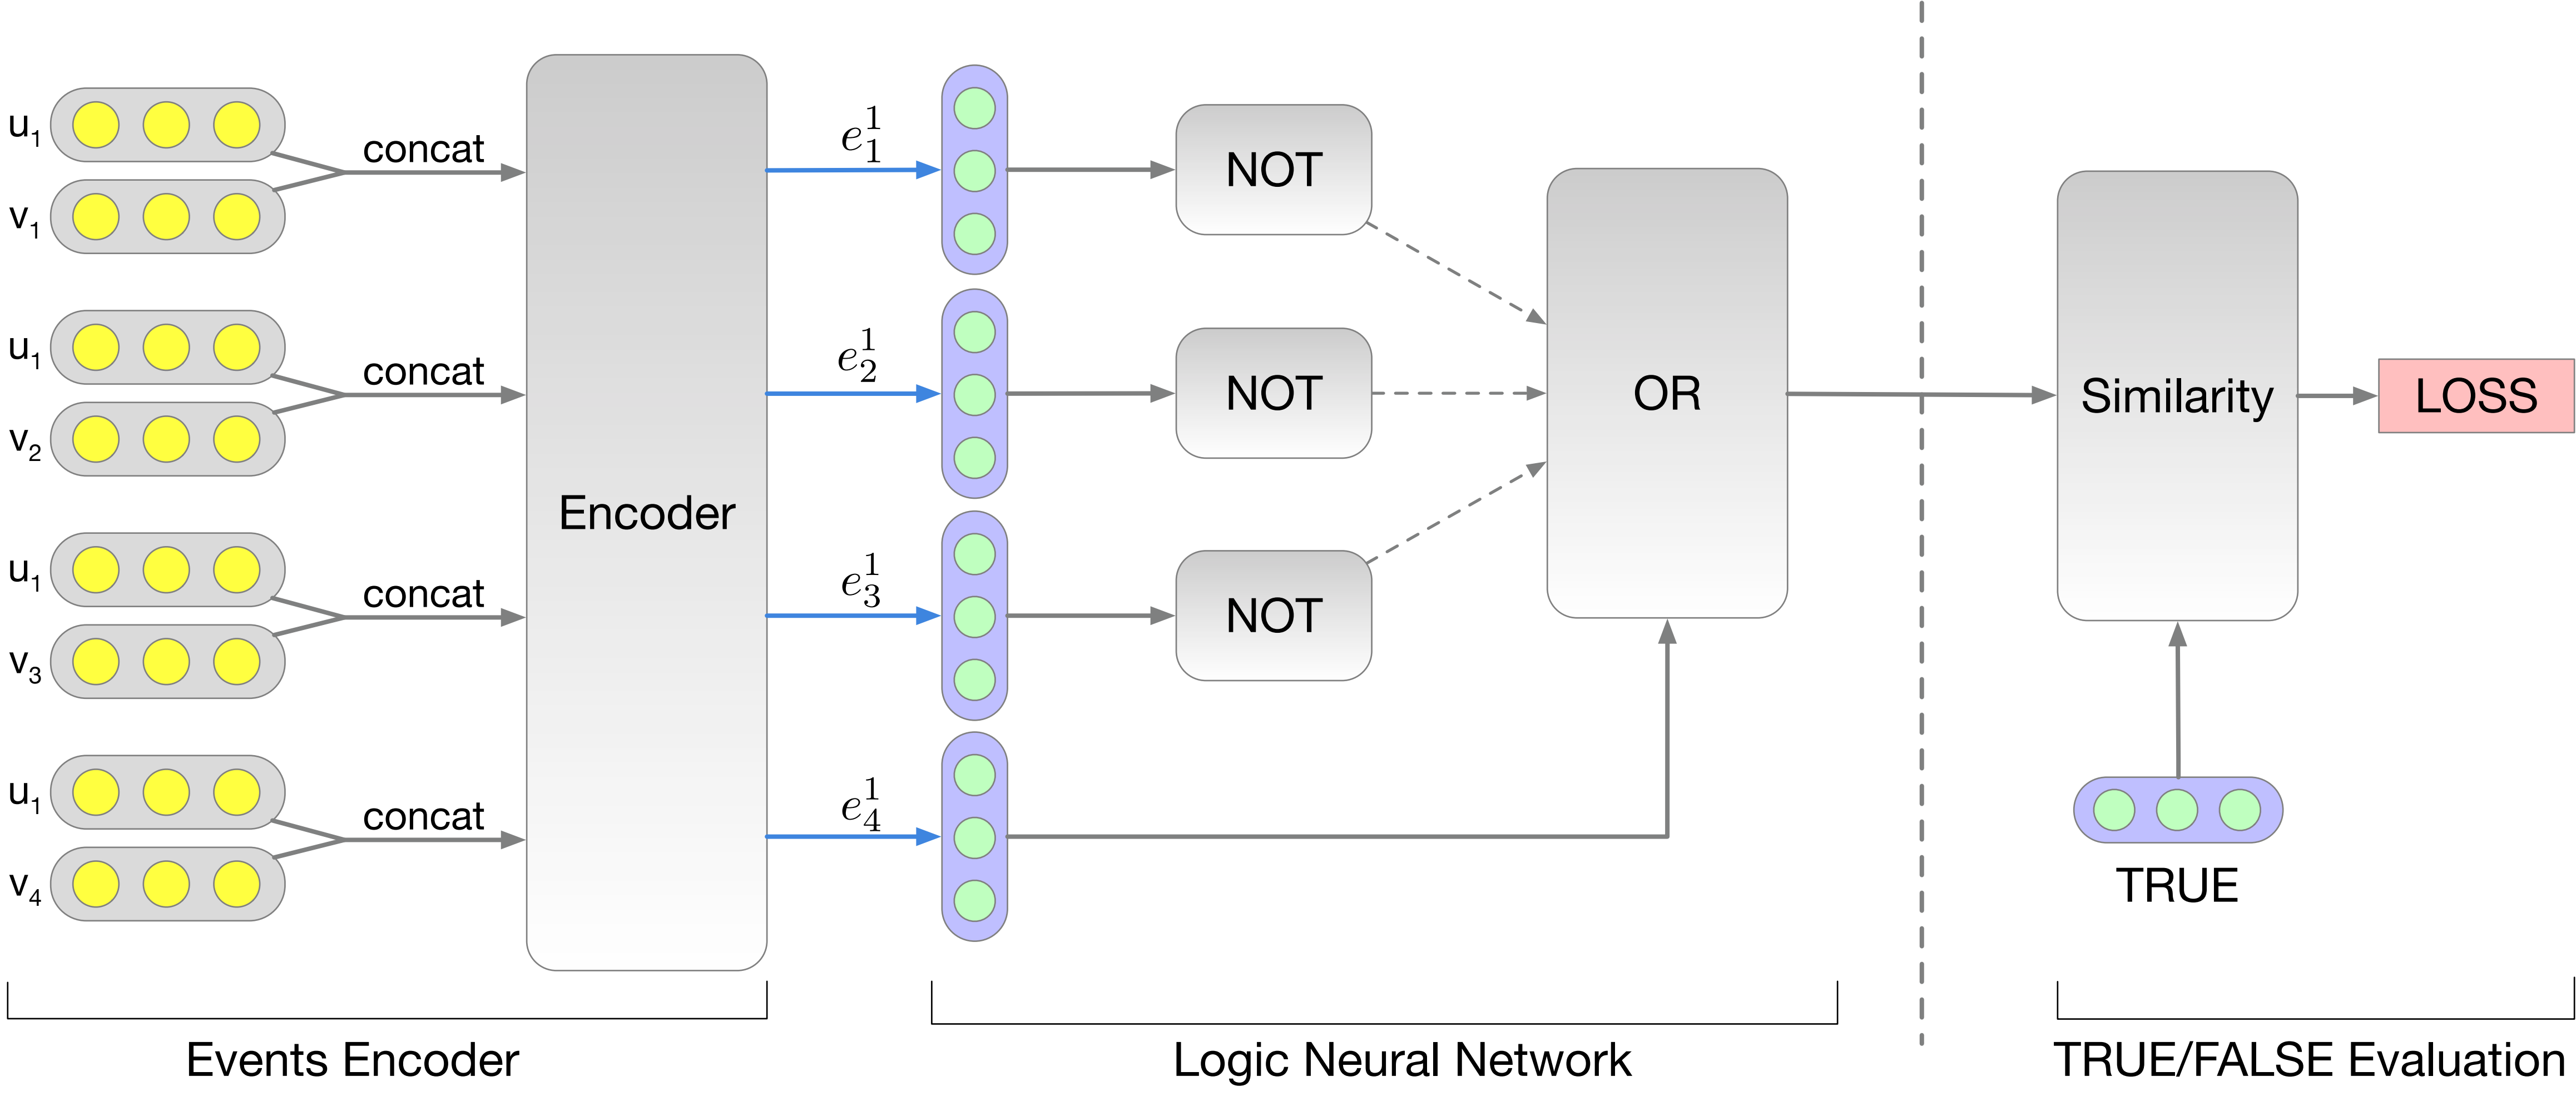 u1
concat
v1
u1
concat
v2
u1
concat
v3
u1
concat
v4
Encoder
e_1^1
e_2^1
e_3^1
e_4^1
NOT
NOT
NOT
OR
Similarity
LOSS
TRUE
Events Encoder
Logic Neural Network
TRUE/FALSE Evaluation